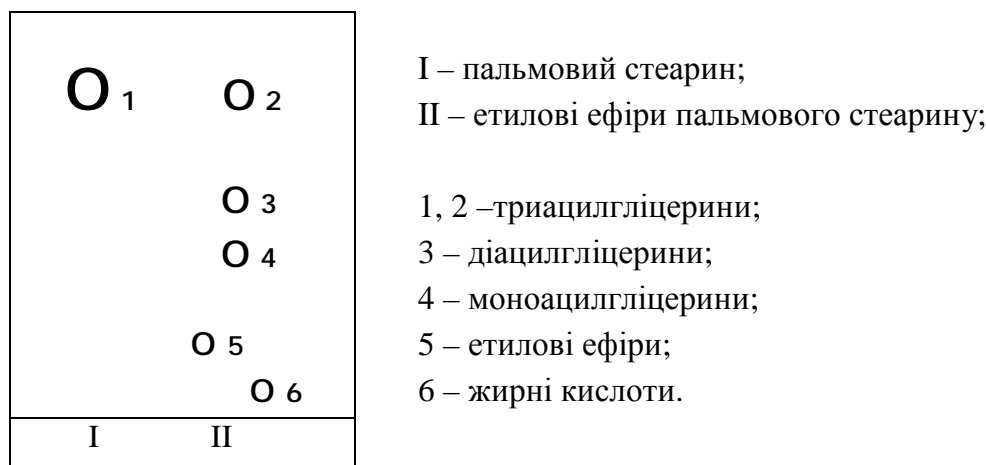 O 1
O 2
O 3
O 4
O 5
O 6
I
II
I – пальмовий стеарин;
II – етилові ефіри пальмового стеарину;
1, 2 –триацилгліцерини;
3 – діацилгліцерини;
4 – моноацилгліцерини;
5 – етилові ефіри;
6 – жирні кислоти.